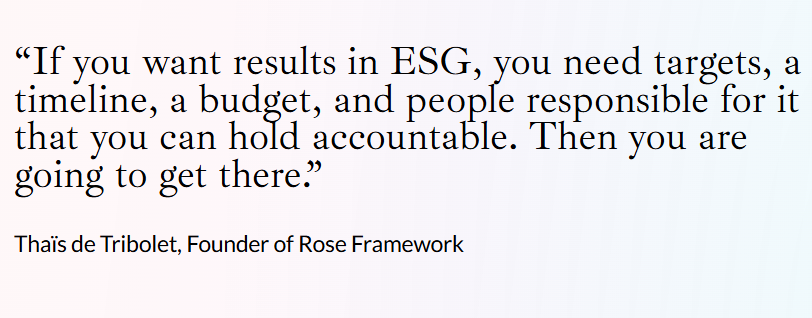 “If you want results in ESG, you need targets, a
timeline, a budget, and people responsible for it
that you can hold accountable. Then you are
going to get there.”
Thaïs de Tribolet, Founder of Rose Framework